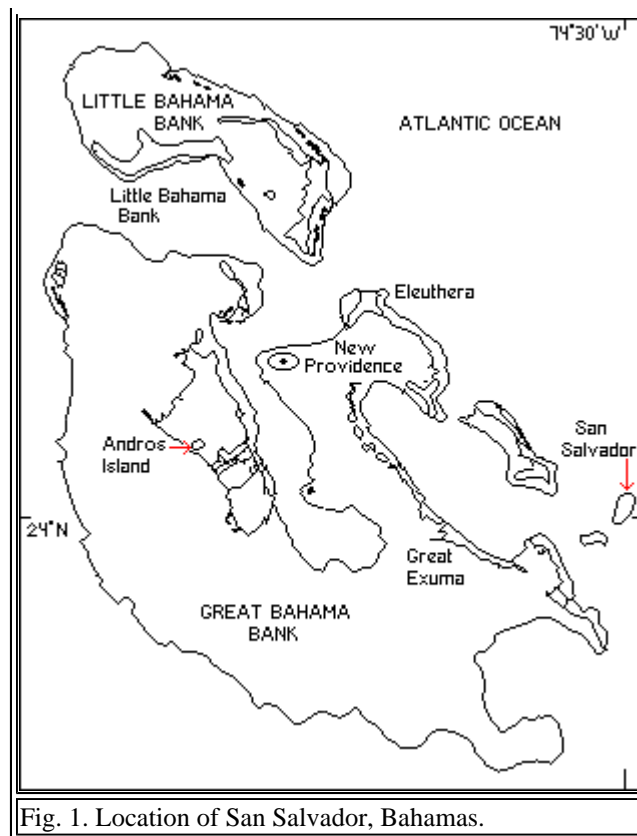 74°30' W
LITTLE BAHAMA
BANK
ATLANTIC OCEAN
Little Bahama
Bank
Eleuthera
New
Providence
San
Salvador
Andros
Island
24°N
Great
Exuma
GREAT BAHAMA
BANK
Fig. 1. Location of San Salvador, Bahamas.